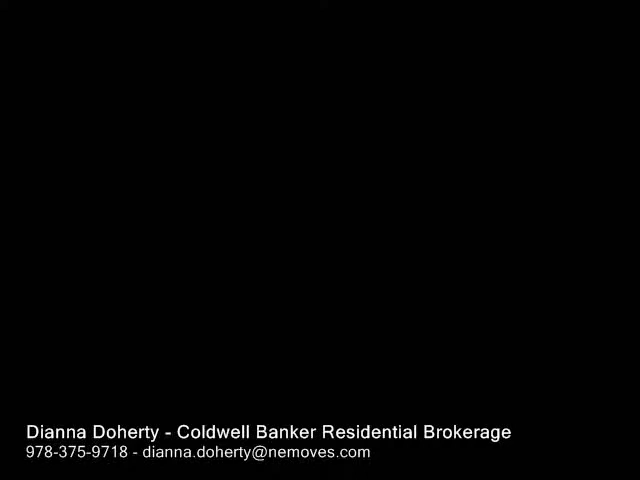 Dianna Doherty - Coldwell Banker Residential Brokerage
978-375-9718 - dianna.doherty@nemoves.com